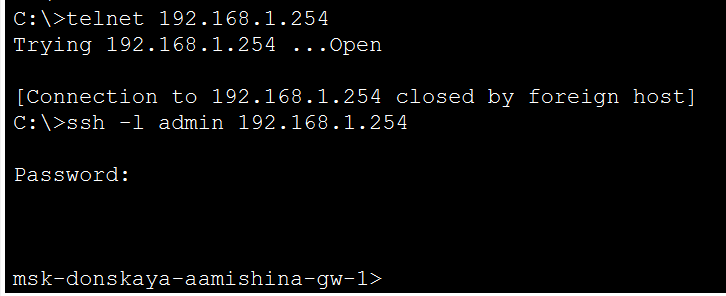 C:\>telnet 192.168.1.254
Trying 192.168.1.254 ...Open
[Connection to 192.168.1.254 closed by foreign host]
C:\>ssh -l admin 192.168.1.254
Password:
msk-donskaya-aamishina-gw-1>